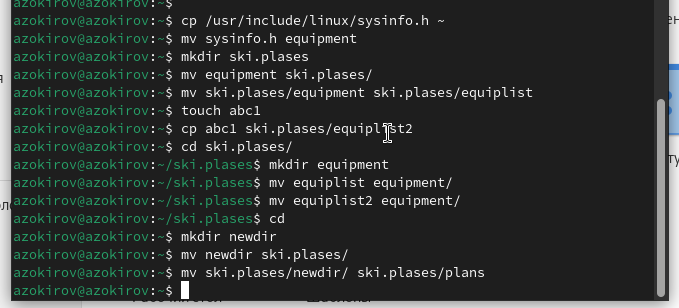 azokirov@azokirov:~$
azokirov@azokirov:~$ cp /usr/include/linux/sysinfo.h ~
azokirov@azokirov:~$ mv sysinfo.h equipment
azokirov@azokirov:~$ mkdir ski.plases
azokirov@azokirov:~$ mv equipment ski.plases/
azokirov@azokirov:~$ mv ski.plases/equipment ski.plases/equiplist
azokirov@azokirov:~$ touch abc1
azokirov@azokirov:~$ cp abc1 ski.plases/equiplist2
azokirov@azokirov:~$ cd ski.plases/
azokirov@azokirov:~/ski.plases$ mkdir equipment
azokirov@azokirov:~/ski.plases$ mv equiplist equipment/
azokirov@azokirov:~/ski.plases$ mv equiplist2 equipment/
azokirov@azokirov:~/ski.plases$ cd
azokirov@azokirov:~$ mkdir newdir
azokirov@azokirov:~$ mv newdir ski.plases/
azokirov@azokirov:~$ mv ski.plases/newdir/ ski.plases/plans
azokirov@azokirov:~$